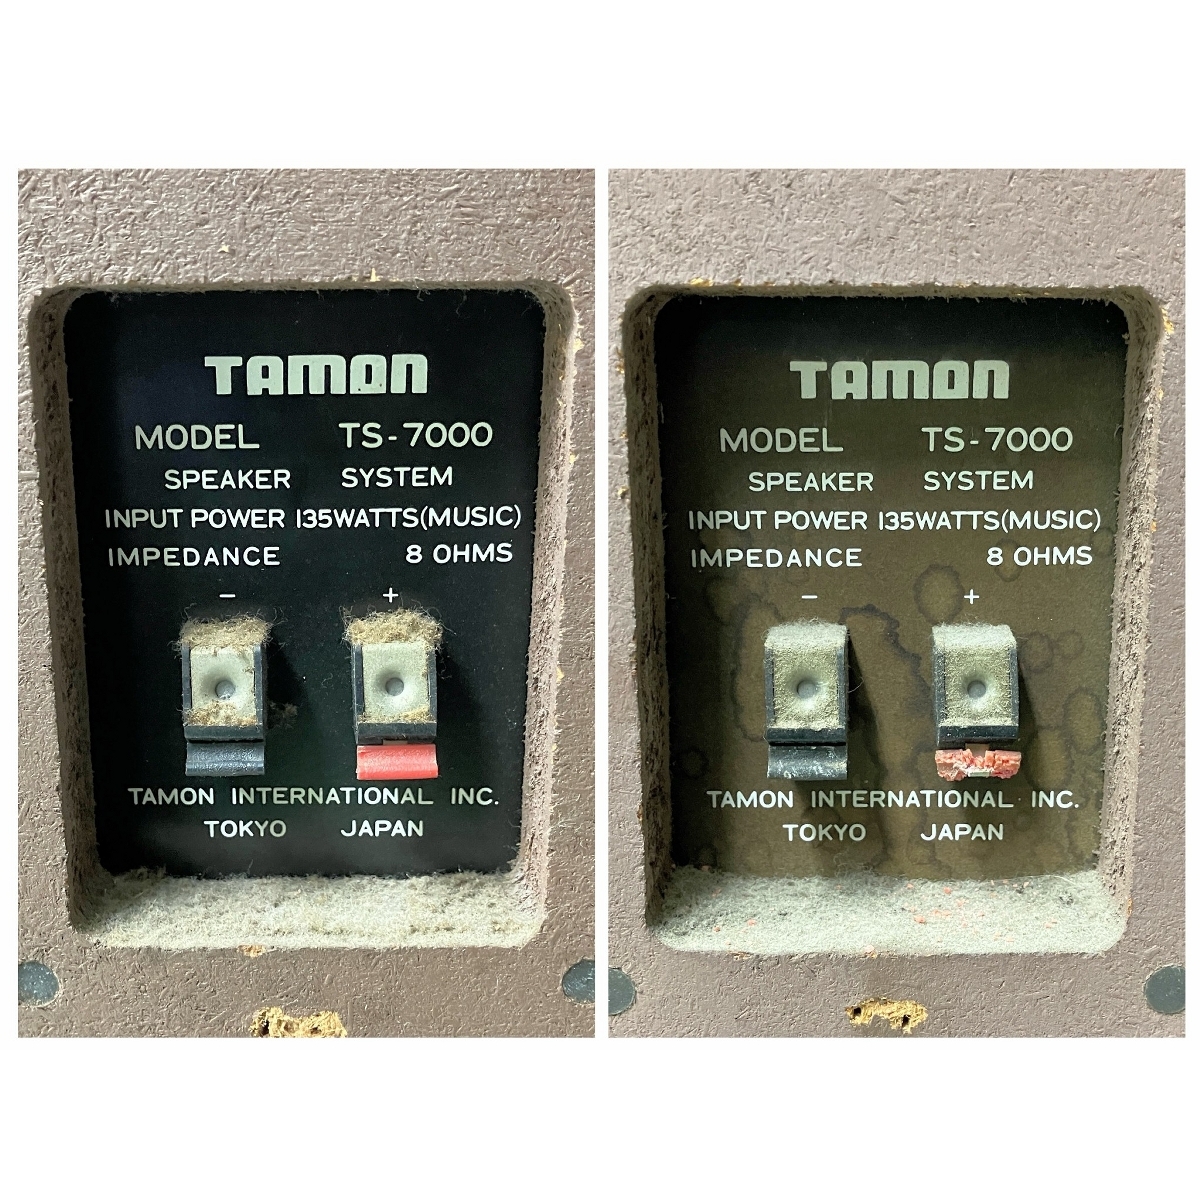 TAMON
MODEL TS-7000
SPEAKER SYSTEM
INPUT POWER 135WATTS(MUSIC)
IMPEDANCE 8 OHMS
- +
TAMON INTERNATIONAL INC.
TOKYO JAPAN
TAMON
MODEL TS-7000
SPEAKER SYSTEM
INPUT POWER 135WATTS(MUSIC)
IMPEDANCE 8 OHMS
- +
TAMON INTERNATIONAL INC.
TOKYO JAPAN